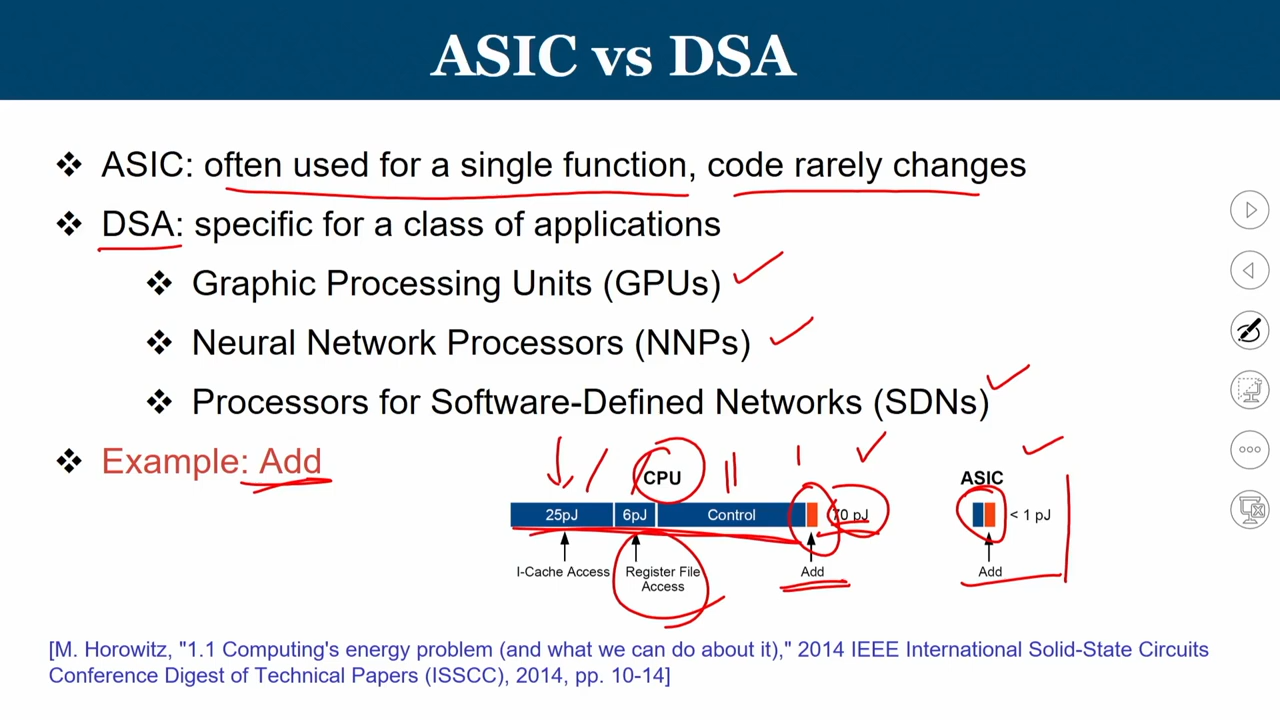 ASIC vs DSA
ASIC: often used for a single function, code rarely changes
DSA: specific for a class of applications
Graphic Processing Units (GPUs)
Neural Network Processors (NNPs)
Processors for Software-Defined Networks (SDNs)
Example: Add
CPU
ASIC
25pJ 6pJ Control 70 pJ < 1 pJ
I-Cache Access Register File Add Add
Access
[M. Horowitz, "1.1 Computing's energy problem (and what we can do about it)," 2014 IEEE International Solid-State Circuits
Conference Digest of Technical Papers (ISSCC), 2014, pp. 10-14]